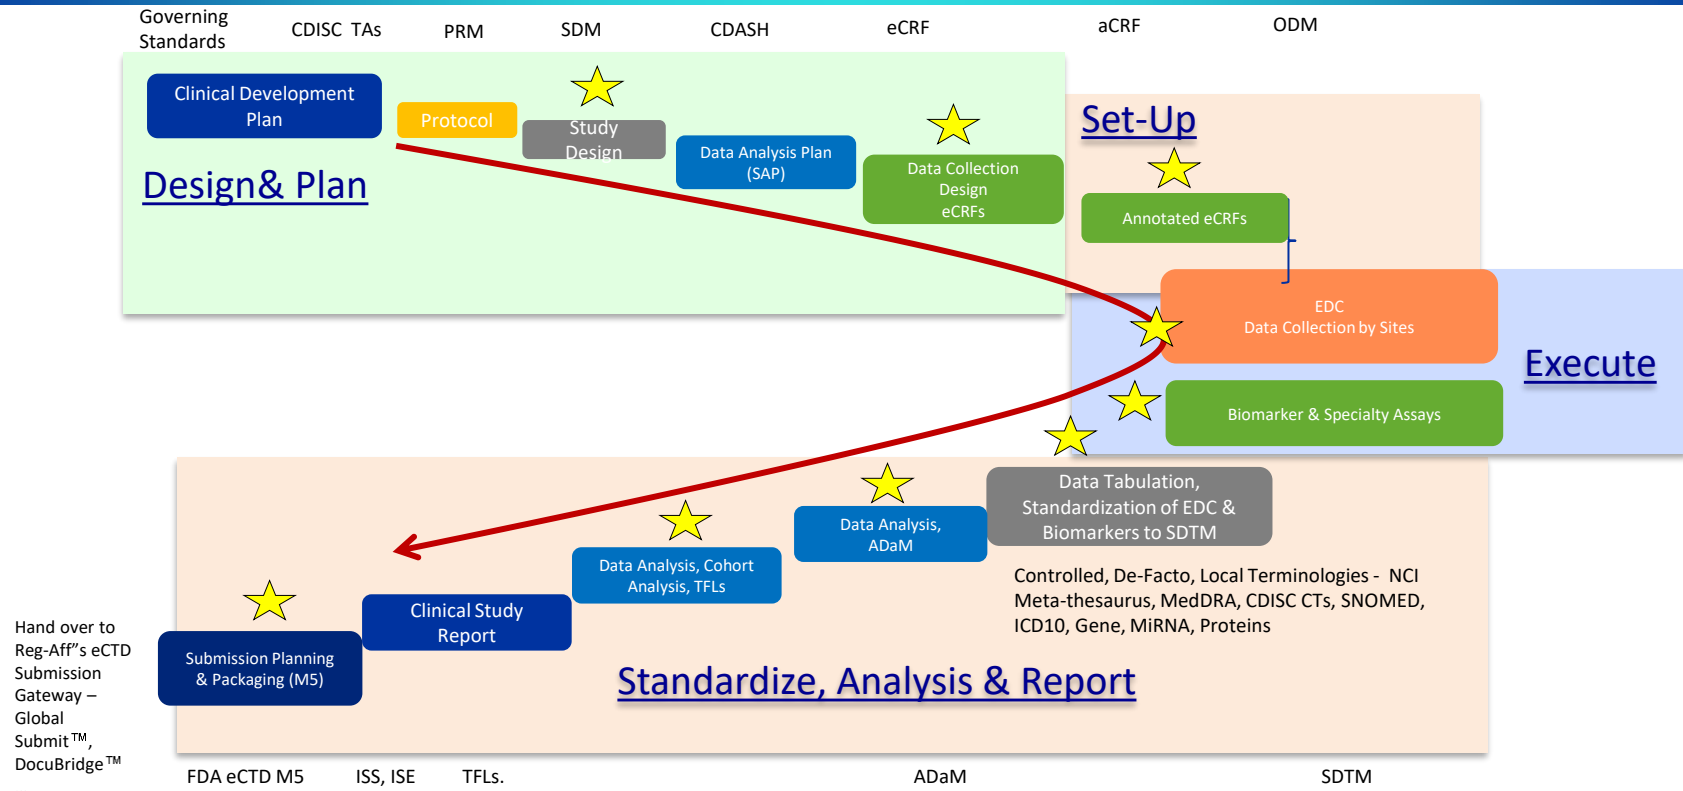 Governing
Standards
CDISC TAs
PRM
SDM
CDASH
eCRF
aCRF
ODM
Clinical Development
Plan
Protocol
Study
Design
Data Analysis Plan
(SAP)
Data Collection
Design
eCRFs
Design& Plan
Set-Up
Annotated eCRFs
EDC
Data Collection by Sites
Execute
Biomarker & Specialty Assays
Data Tabulation,
Standardization of EDC &
Biomarkers to SDTM
Data Analysis,
ADaM
Data Analysis, Cohort
Analysis, TFLs
Clinical Study
Report
Submission Planning
& Packaging (M5)
Controlled, De-Facto, Local Terminologies - NCI
Meta-thesaurus, MedDRA, CDISC CTs, SNOMED,
ICD10, Gene, MiRNA, Proteins
Standardize, Analysis & Report
Hand over to
Reg-Aff"s eCTD
Submission
Gateway –
Global
Submit™,
DocuBridge™
FDA eCTD M5
ISS, ISE
TFLs.
ADaM
SDTM